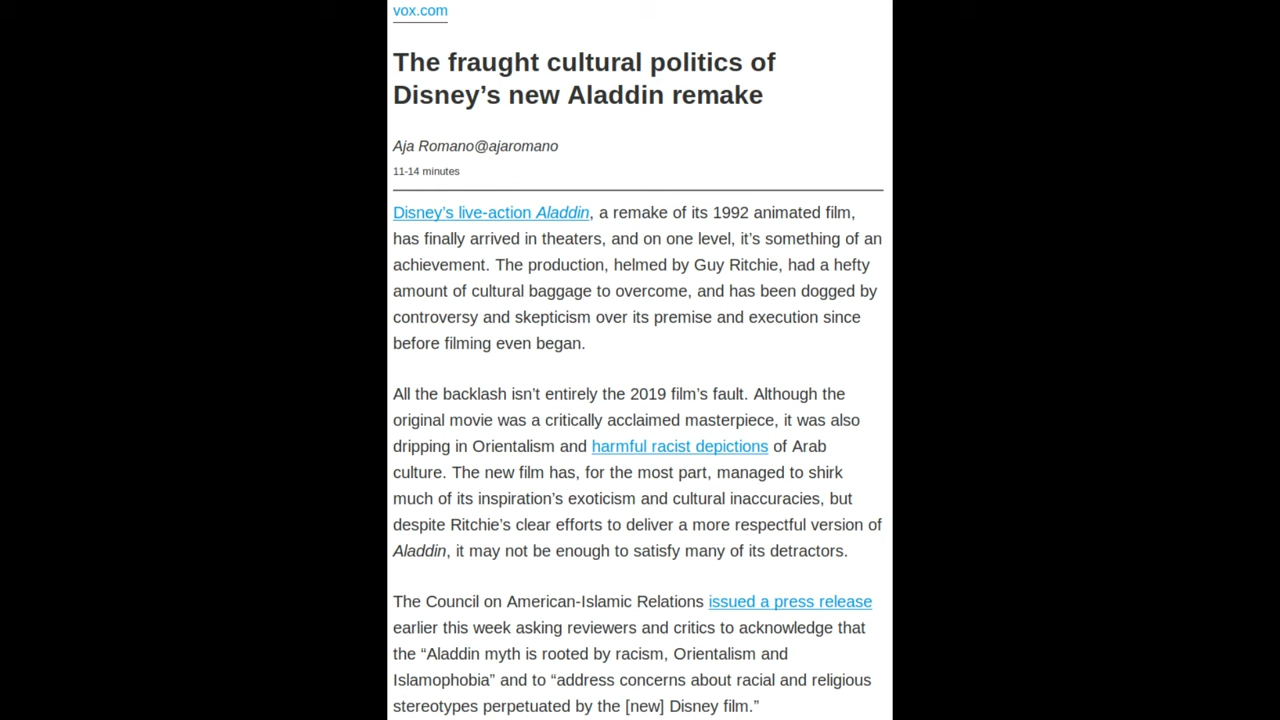 vox.com
The fraught cultural politics of
Disney’s new Aladdin remake
Aja Romano@ajaromano
11-14 minutes
Disney’s live-action Aladdin, a remake of its 1992 animated film,
has finally arrived in theaters, and on one level, it’s something of an
achievement. The production, helmed by Guy Ritchie, had a hefty
amount of cultural baggage to overcome, and has been dogged by
controversy and skepticism over its premise and execution since
before filming even began.
All the backlash isn’t entirely the 2019 film’s fault. Although the
original movie was a critically acclaimed masterpiece, it was also
dripping in Orientalism and harmful racist depictions of Arab
culture. The new film has, for the most part, managed to shirk
much of its inspiration’s exoticism and cultural inaccuracies, but
despite Ritchie’s clear efforts to deliver a more respectful version of
Aladdin, it may not be enough to satisfy many of its detractors.
The Council on American-Islamic Relations issued a press release
earlier this week asking reviewers and critics to acknowledge that
the “Aladdin myth is rooted by racism, Orientalism and
Islamophobia” and to “address concerns about racial and religious
stereotypes perpetuated by the [new] Disney film.”